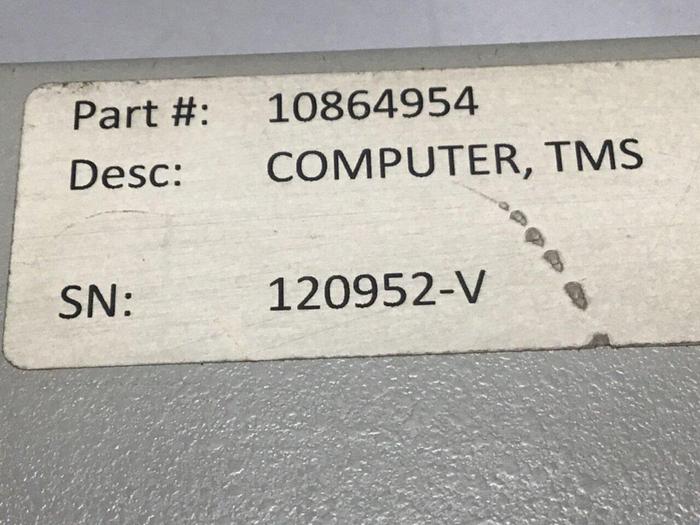 Part #: 10864954
Desc: COMPUTER, TMS
SN: 120952-V